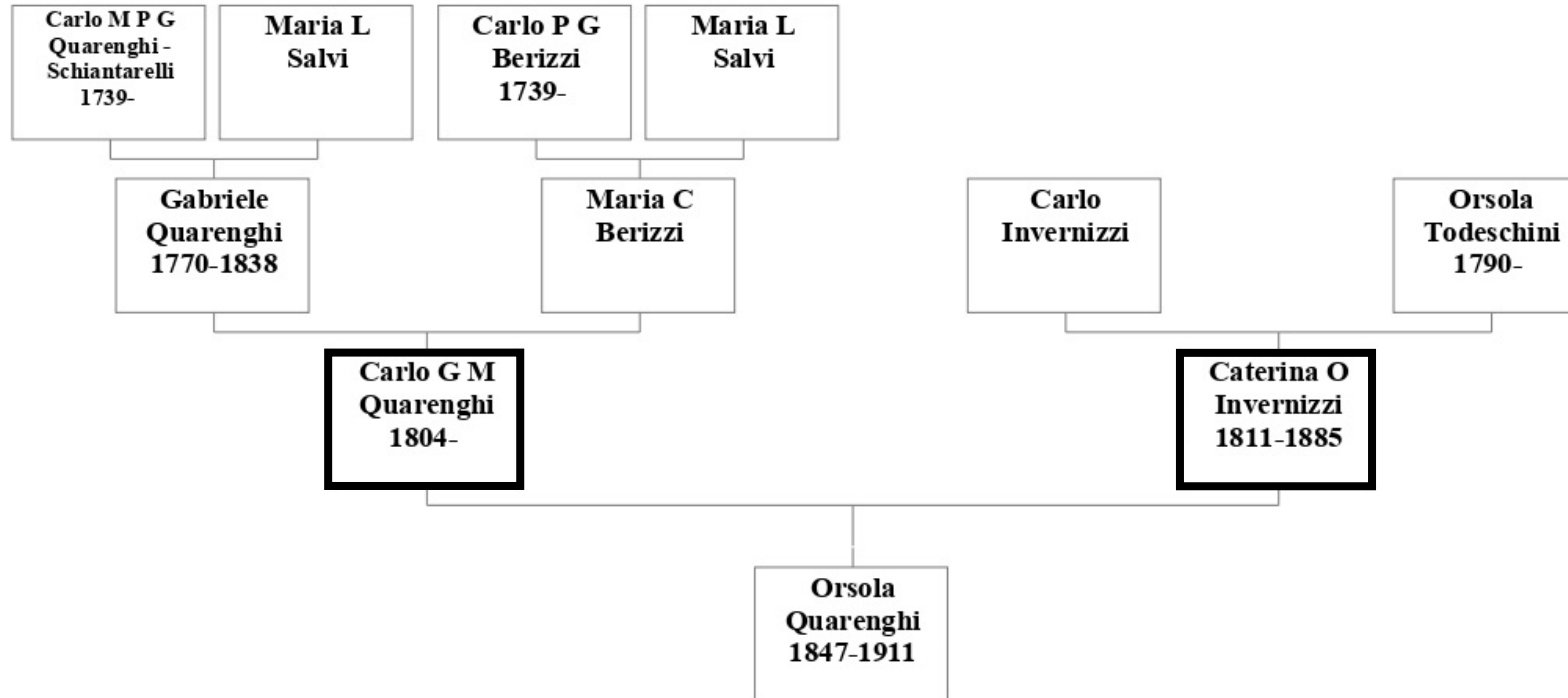 Carlo M P G
Quarenghi -
Schiantarelli
1739-
Maria L
Salvi
Carlo P G
Berizzi
1739-
Maria L
Salvi
Gabriele
Quarenghi
1770-1838
Maria C
Berizzi
Carlo
Invernizzi
Orsola
Todeschini
1790-
Carlo G M
Quarenghi
1804-
Caterina O
Invernizzi
1811-1885
Orsola
Quarenghi
1847-1911